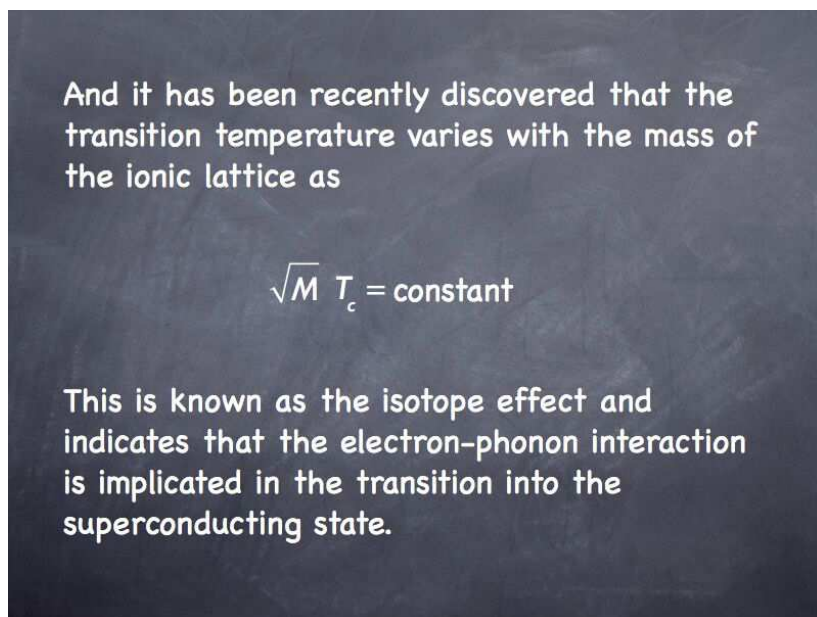 And it has been recently discovered that the
transition temperature varies with the mass of
the ionic lattice as
√M T_c = constant
This is known as the isotope effect and
indicates that the electron-phonon interaction
is implicated in the transition into the
superconducting state.